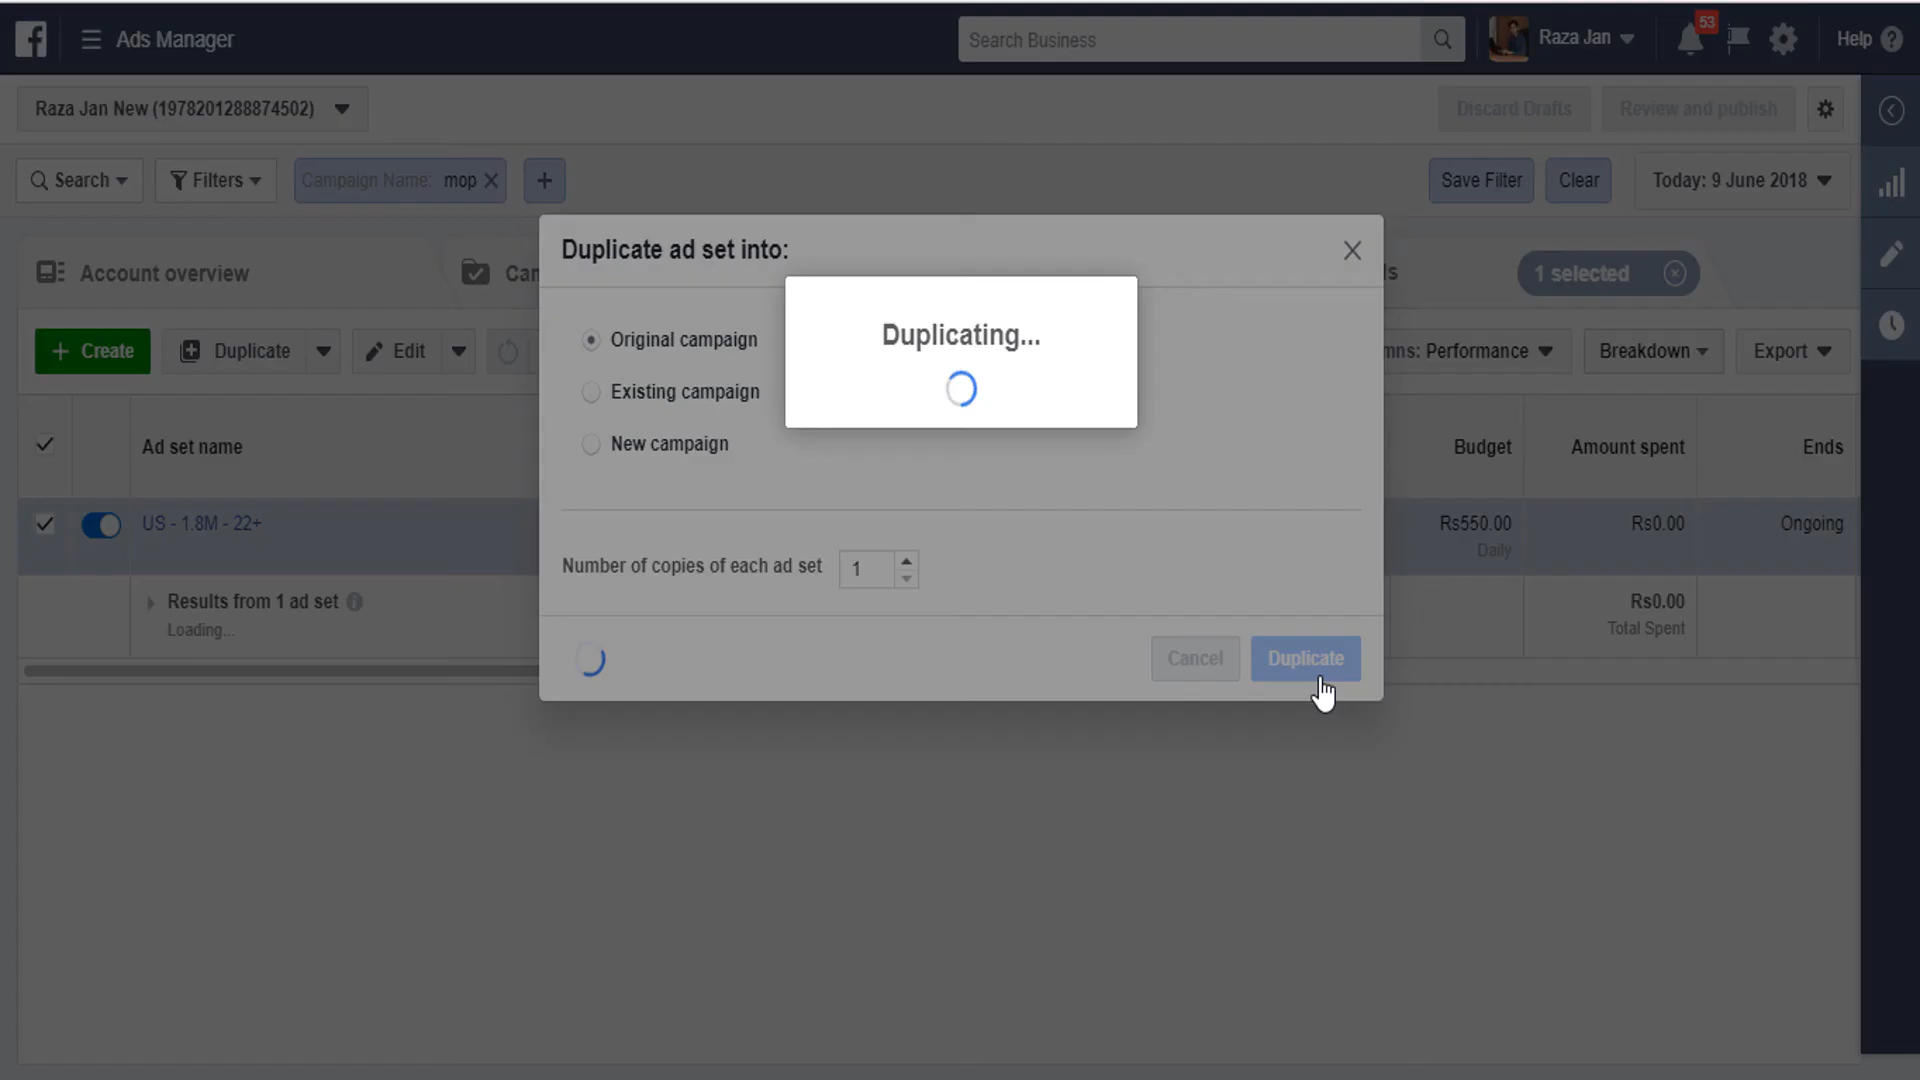 Ads Manager
Search Business
Raza Jan
53
Help
Raza Jan New (1978201288874502)
Discard Drafts
Review and publish
Search
Filters
Campaign Name: mop
Save Filter
Clear
Today: 9 June 2018
Account overview
Ca
s
1 selected
Duplicate ad set into:
Duplicating...
Original campaign
Existing campaign
New campaign
Number of copies of each ad set 1
Cancel
Duplicate
Create
Duplicate
Edit
mns: Performance
Breakdown
Export
Ad set name
Budget
Amount spent
Ends
US - 1.8M - 22+
Rs550.00
Daily
Rs0.00
Ongoing
Results from 1 ad set
Loading...
Rs0.00
Total Spent